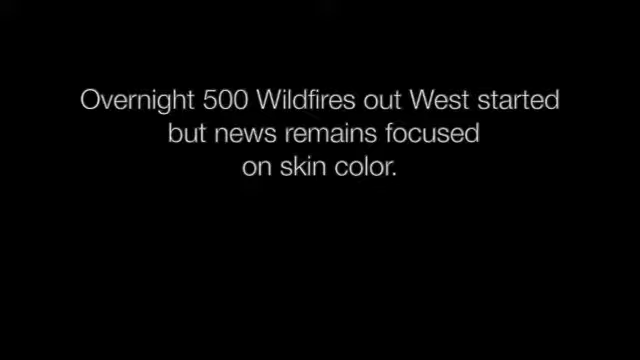 Overnight 500 Wildfires out West started
but news remains focused
on skin color.